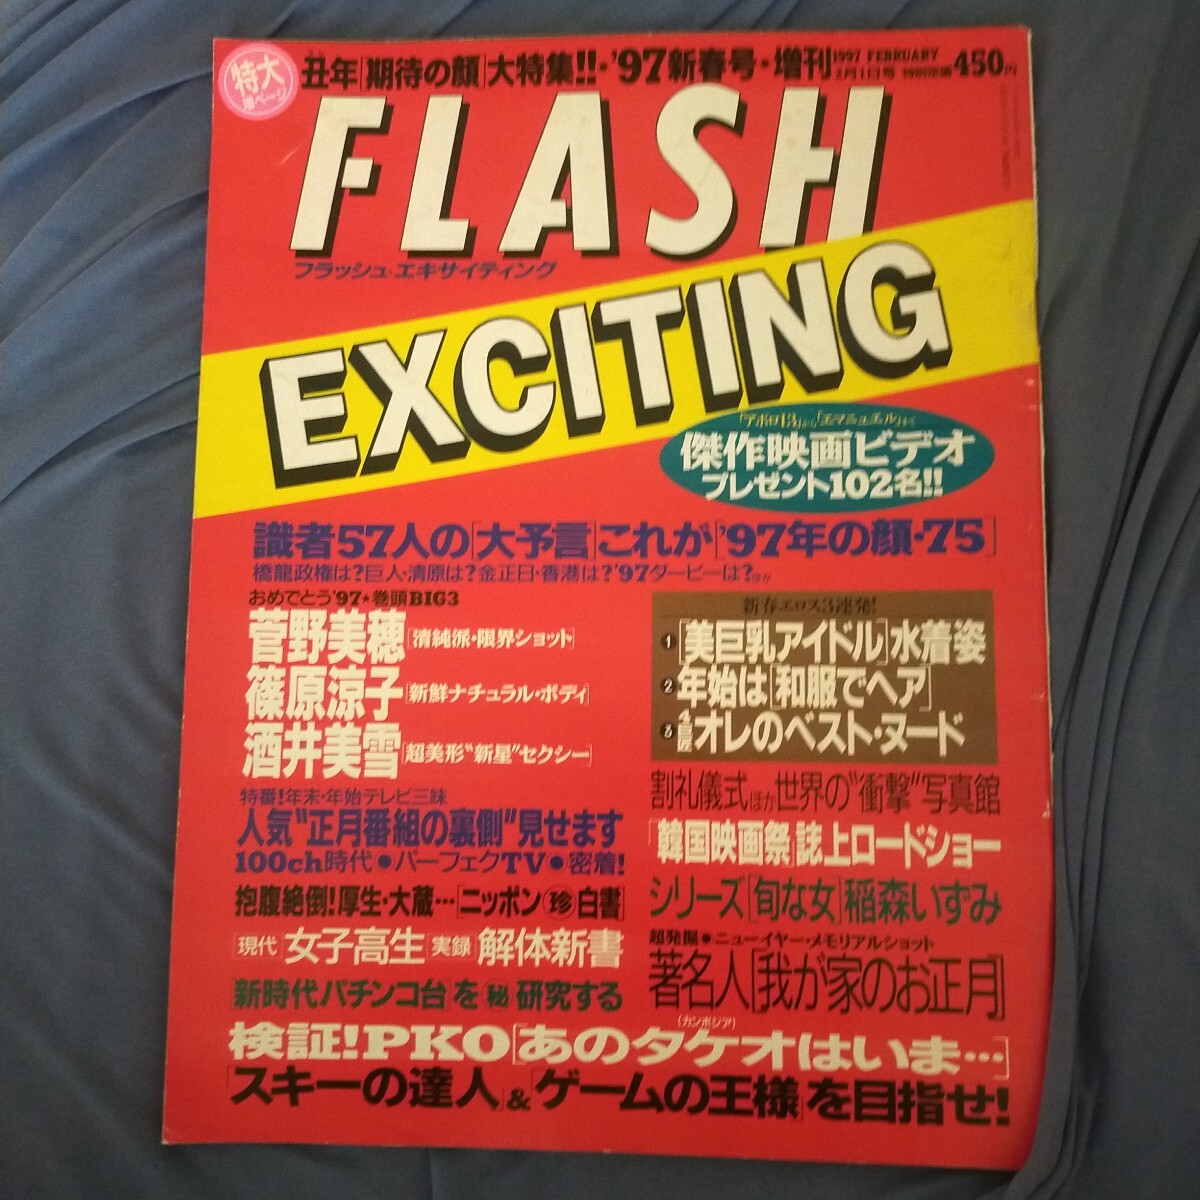 特大
増ページ
丑年「期待の顔」大特集!!・'97新春号・増刊
1997 FEBRUARY
2月1日号 特別定価450円
FLASH
フラッシュ・エキサイティング
EXCITING
「アポロ13」から「エマニュエル」まで
傑作映画ビデオ
プレゼント102名!!
識者57人の[大予言]これが['97年の顔・75]
橋龍政権は?巨人・清原は?金正日・香港は?'97ダービーは?ほか
おめでとう'97★巻頭BIG3
菅野美穂[清純派・限界ショット]
篠原涼子[新鮮ナチュラル・ボディ]
酒井美雪[超美形"新星"セクシー]
新春エロス3連発!
1 [美巨乳アイドル]水着姿
2 年始は[和服でヘア]
3 4巨匠オレのベスト・ヌード
特番!年末・年始テレビ三昧
人気"正月番組の裏側"見せます
100ch時代●パーフェクTV●密着!
抱腹絶倒!厚生・大蔵…「ニッポン㊙珍白書」
[現代]女子高生[実録]解体新書
「新時代パチンコ台」を㊙研究する
割礼儀式ほか世界の"衝撃"写真館
「韓国映画祭」誌上ロードショー
シリーズ[旬な女]稲森いずみ
超発掘●ニューイヤー・メモリアルショット
著名人[我が家のお正月]
検証!PKO[あのタケオ(カンボジア)はいま…]
「スキーの達人」&「ゲームの王様」を目指せ!